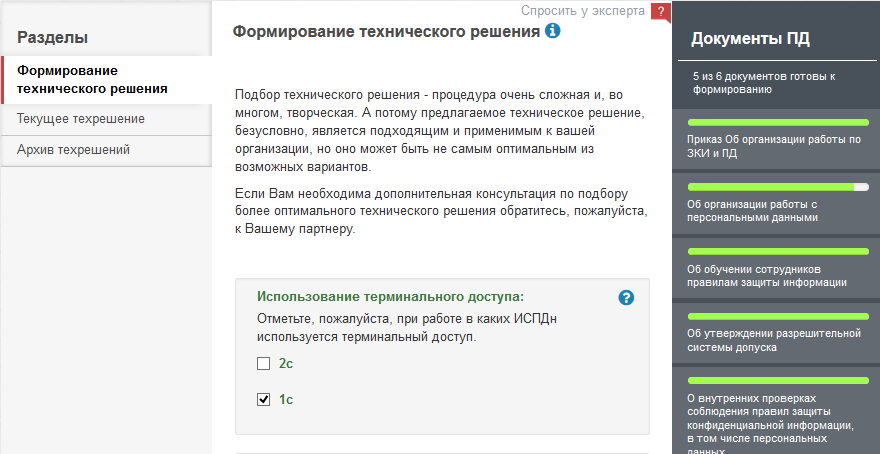 Спросить у эксперта
?
Разделы
Формирование
технического решения
Текущее техрешение
Архив техрешений
Формирование технического решения i
Подбор технического решения - процедура очень сложная и, во
многом, творческая. А потому предлагаемое техническое решение,
безусловно, является подходящим и применимым к вашей
организации, но оно может быть не самым оптимальным из
возможных вариантов.
Если Вам необходима дополнительная консультация по подбору
более оптимального технического решения обратитесь, пожалуйста,
к Вашему партнеру.
Использование терминального доступа: ?
Отметьте, пожалуйста, при работе в каких ИСПДн
используется терминальный доступ.
2с
1с
Документы ПД
5 из 6 документов готовы к
формированию
Приказ Об организации работы по
ЗКИ и ПД
Об организации работы с
персональными данными
Об обучении сотрудников
правилам защиты информации
Об утверждении разрешительной
системы допуска
О внутренних проверках
соблюдения правил защиты
конфиденциальной информации,
в том числе персональных
данных